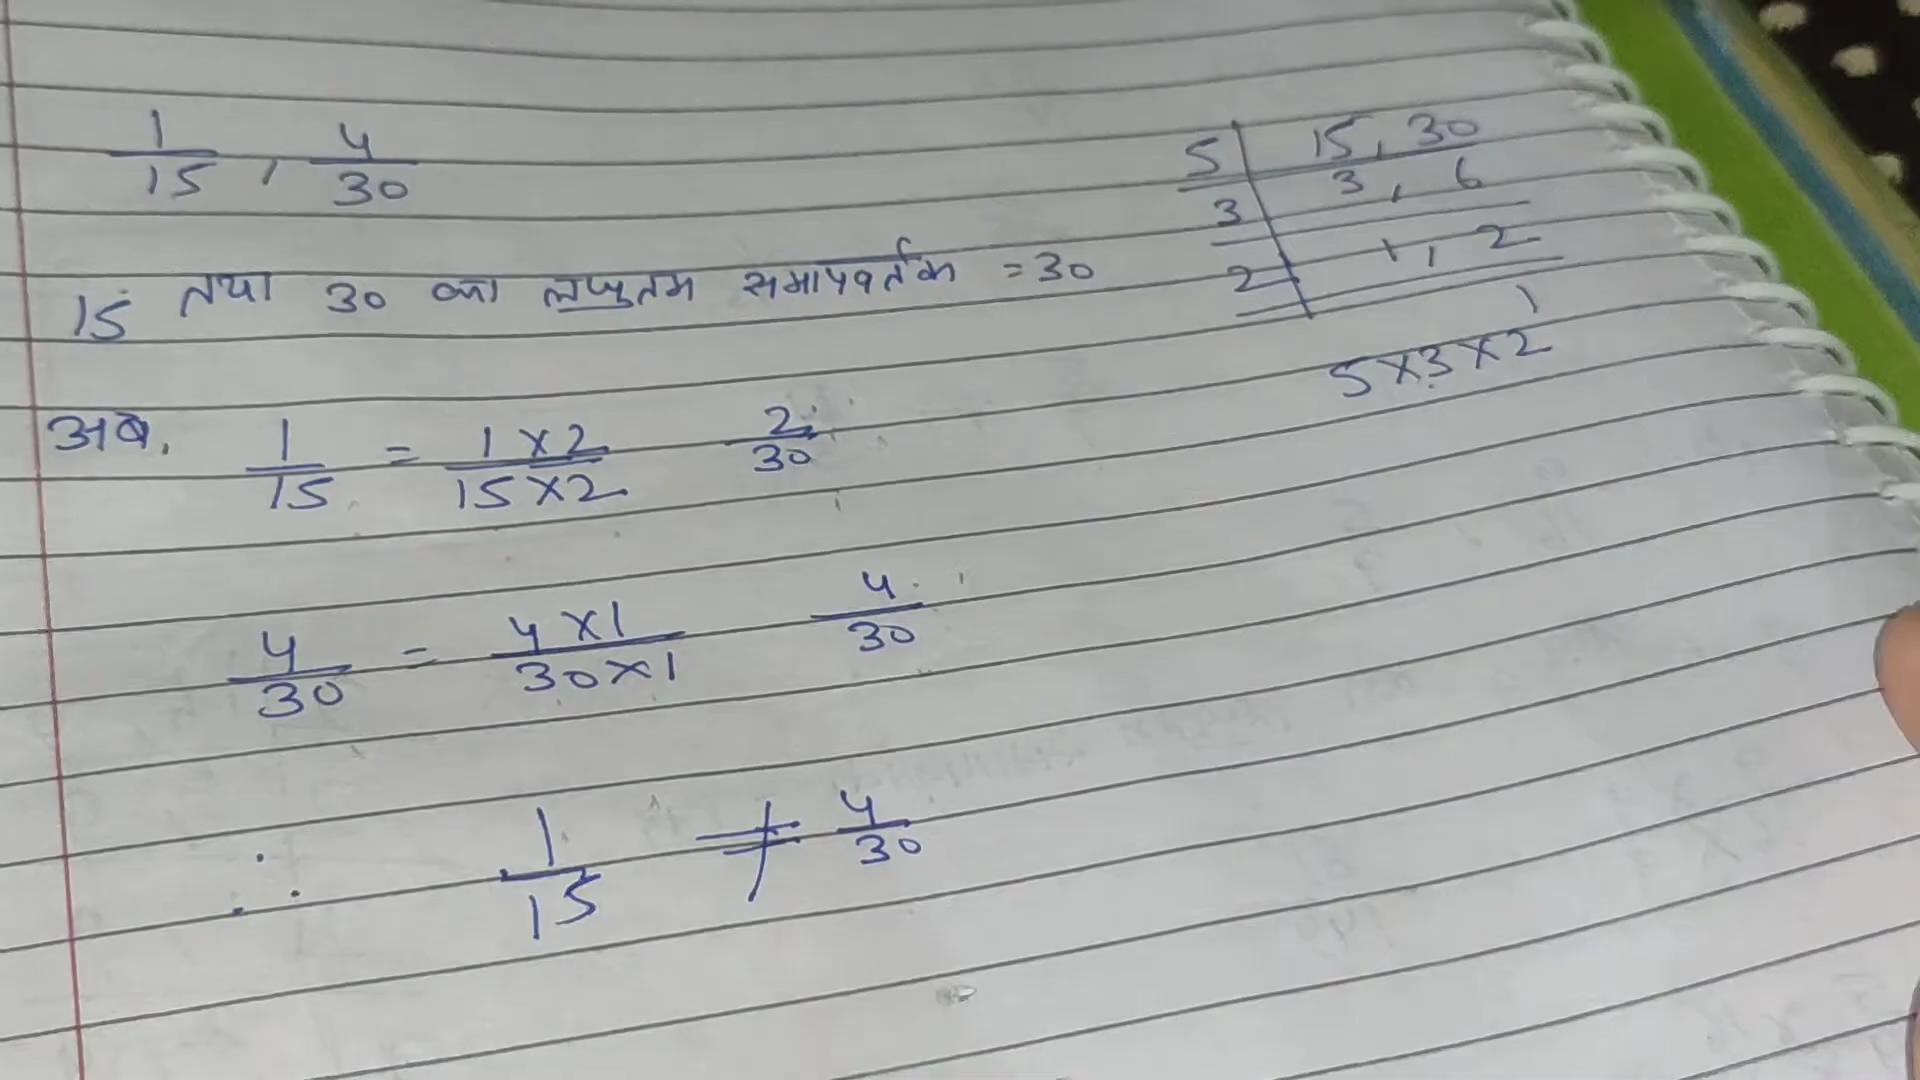 1/15 , 4/30
15 तथा 30 का लघुतम समापवर्तक = 30
5 | 15, 30
3 | 3, 6
2 | 1, 2
1
5×3×2
अब, 1/15 = 1×2/15×2 2/30
4/30 = 4×1/30×1 4/30
∴ 1/15 ≠ 4/30